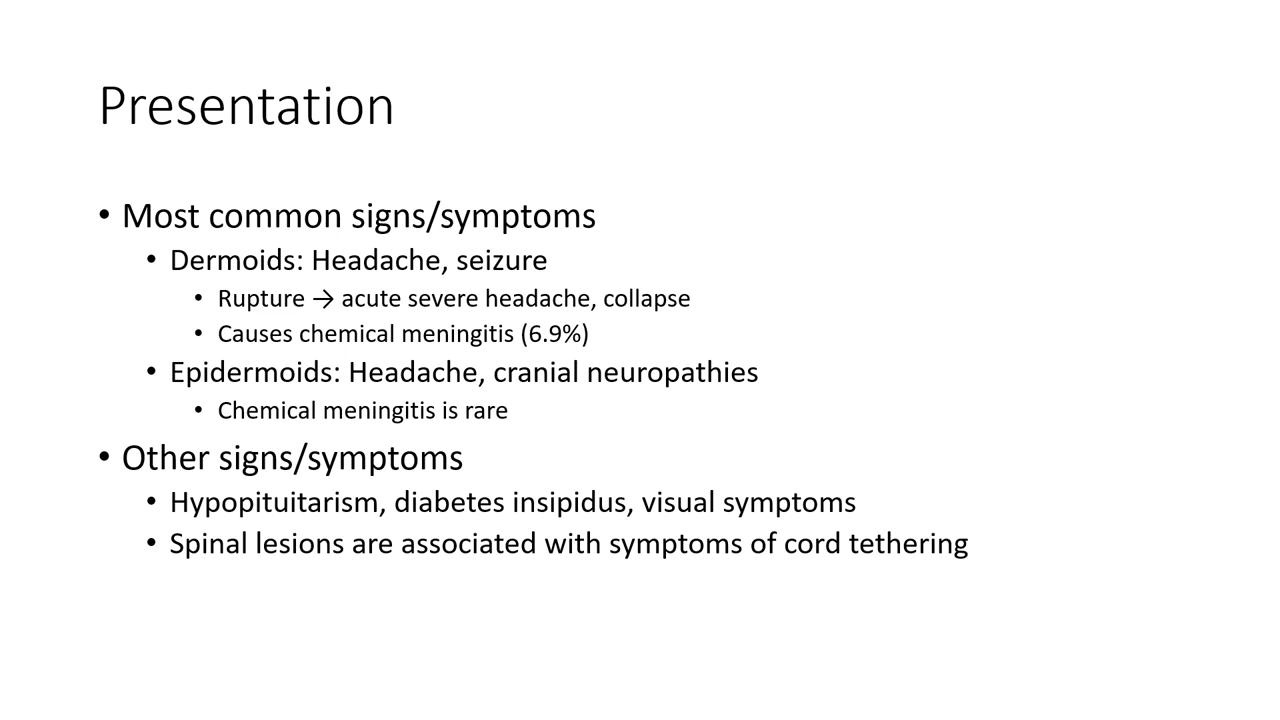 Presentation
• Most common signs/symptoms
• Dermoids: Headache, seizure
• Rupture → acute severe headache, collapse
• Causes chemical meningitis (6.9%)
• Epidermoids: Headache, cranial neuropathies
• Chemical meningitis is rare
• Other signs/symptoms
• Hypopituitarism, diabetes insipidus, visual symptoms
• Spinal lesions are associated with symptoms of cord tethering